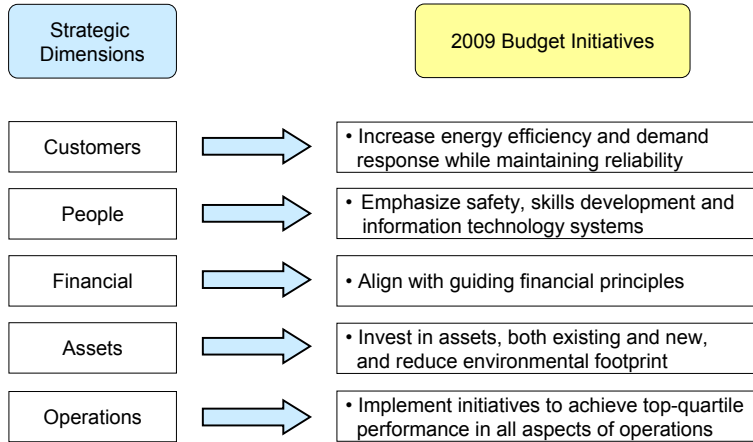 Strategic
Dimensions
2009 Budget Initiatives
Customers
• Increase energy efficiency and demand
response while maintaining reliability
People
• Emphasize safety, skills development and
information technology systems
Financial
• Align with guiding financial principles
Assets
• Invest in assets, both existing and new,
and reduce environmental footprint
Operations
• Implement initiatives to achieve top-quartile
performance in all aspects of operations